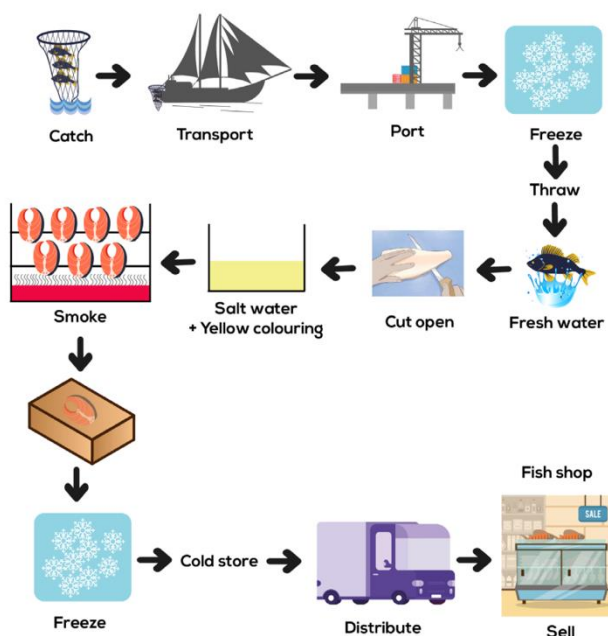 Catch
Transport
Port
Freeze
Thraw
Fresh water
Cut open
Salt water
+ Yellow colouring
Smoke
Freeze
Cold store
Distribute
Fish shop
SALE
Sell